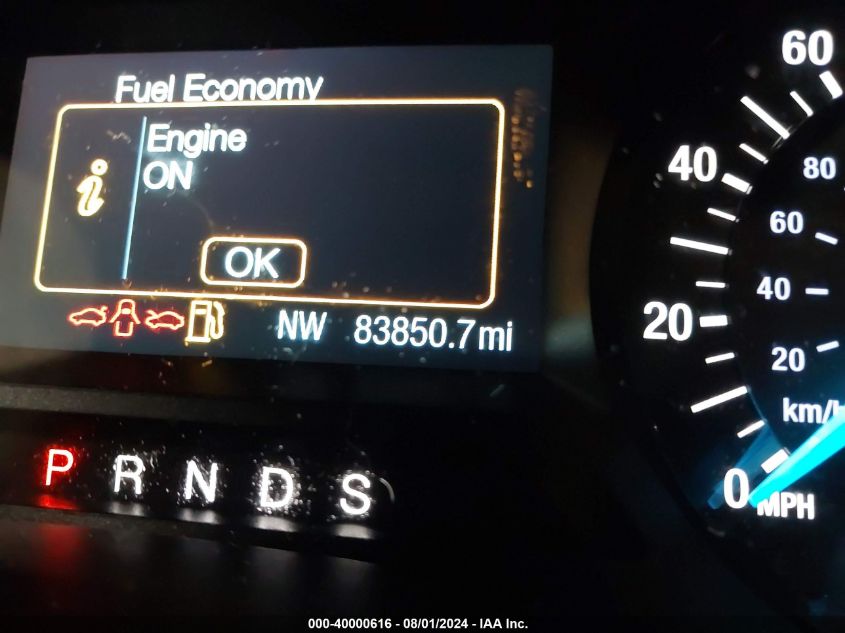 Fuel Economy
Engine
ON
OK
NW 83850.7mi
P R N D S
60
40
20
0
MPH
80
60
40
20
km/h
000-40000616 - 08/01/2024 - IAA Inc.